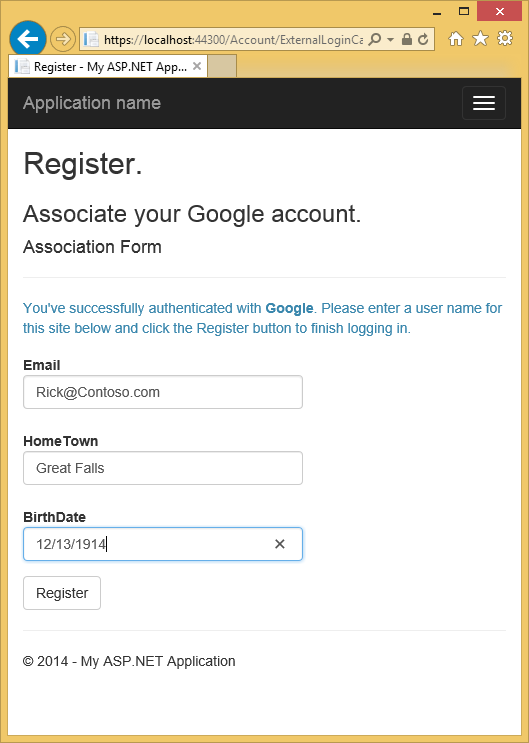 https://localhost:44300/Account/ExternalLoginCa
Register - My ASP.NET App...
Application name
Register.
Associate your Google account.
Association Form
You've successfully authenticated with Google. Please enter a user name for
this site below and click the Register button to finish logging in.
Email
Rick@Contoso.com
HomeTown
Great Falls
BirthDate
12/13/1914
Register
© 2014 - My ASP.NET Application